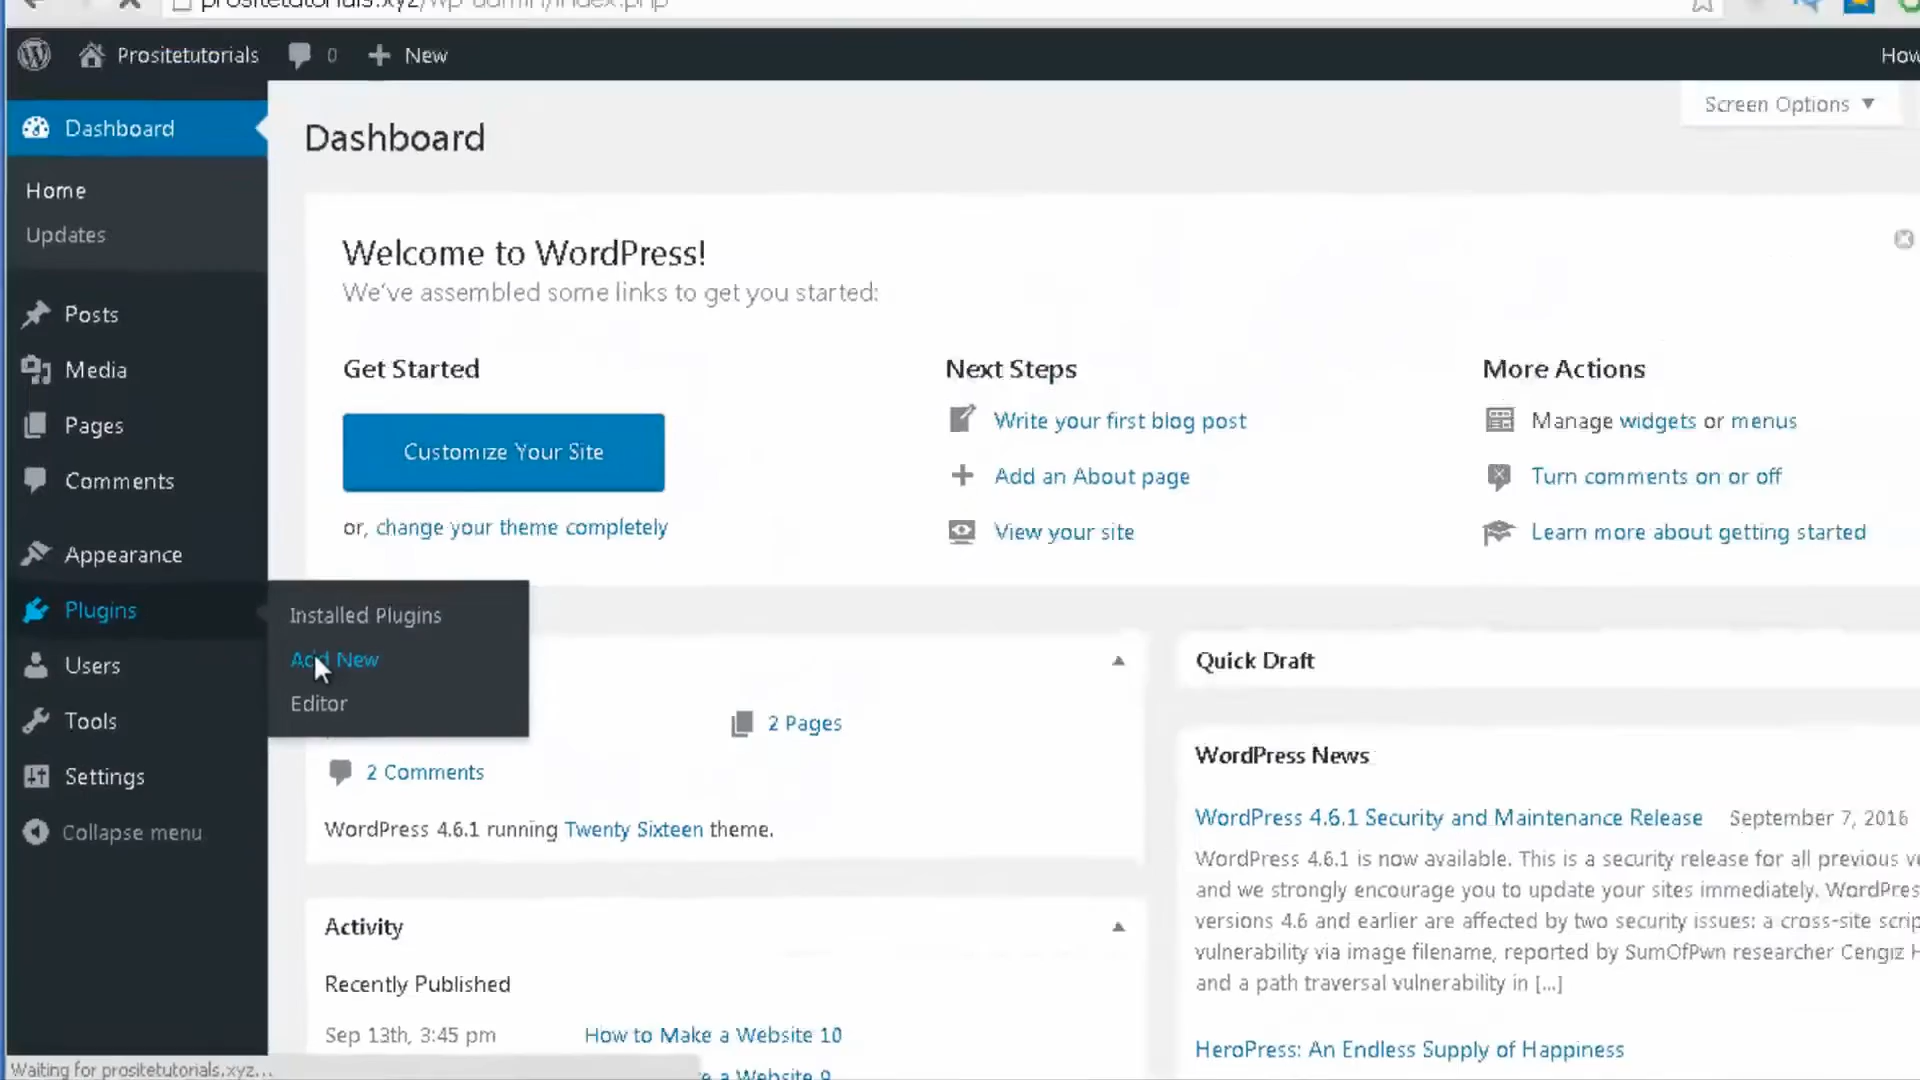 prositetutorials.xyz/wp-admin/index.php
Prositetutorials
0
New
How
Dashboard
Home
Updates
Posts
Media
Pages
Comments
Appearance
Plugins
Users
Tools
Settings
Collapse menu
Installed Plugins
Add New
Editor
Screen Options
Dashboard
Welcome to WordPress!
We've assembled some links to get you started:
Get Started
Customize Your Site
or, change your theme completely
Next Steps
Write your first blog post
Add an About page
View your site
More Actions
Manage widgets or menus
Turn comments on or off
Learn more about getting started
2 Pages
2 Comments
WordPress 4.6.1 running Twenty Sixteen theme.
Activity
Recently Published
Sep 13th, 3:45 pm
How to Make a Website 10
a Website 9
Quick Draft
WordPress News
WordPress 4.6.1 Security and Maintenance Release September 7, 2016
WordPress 4.6.1 is now available. This is a security release for all previous
and we strongly encourage you to update your sites immediately. WordPres
versions 4.6 and earlier are affected by two security issues: a cross-site scrip
vulnerability via image filename, reported by SumOfPwn researcher Cengiz
and a path traversal vulnerability in [...]
HeroPress: An Endless Supply of Happiness
Waiting for prositetutorials.xyz...